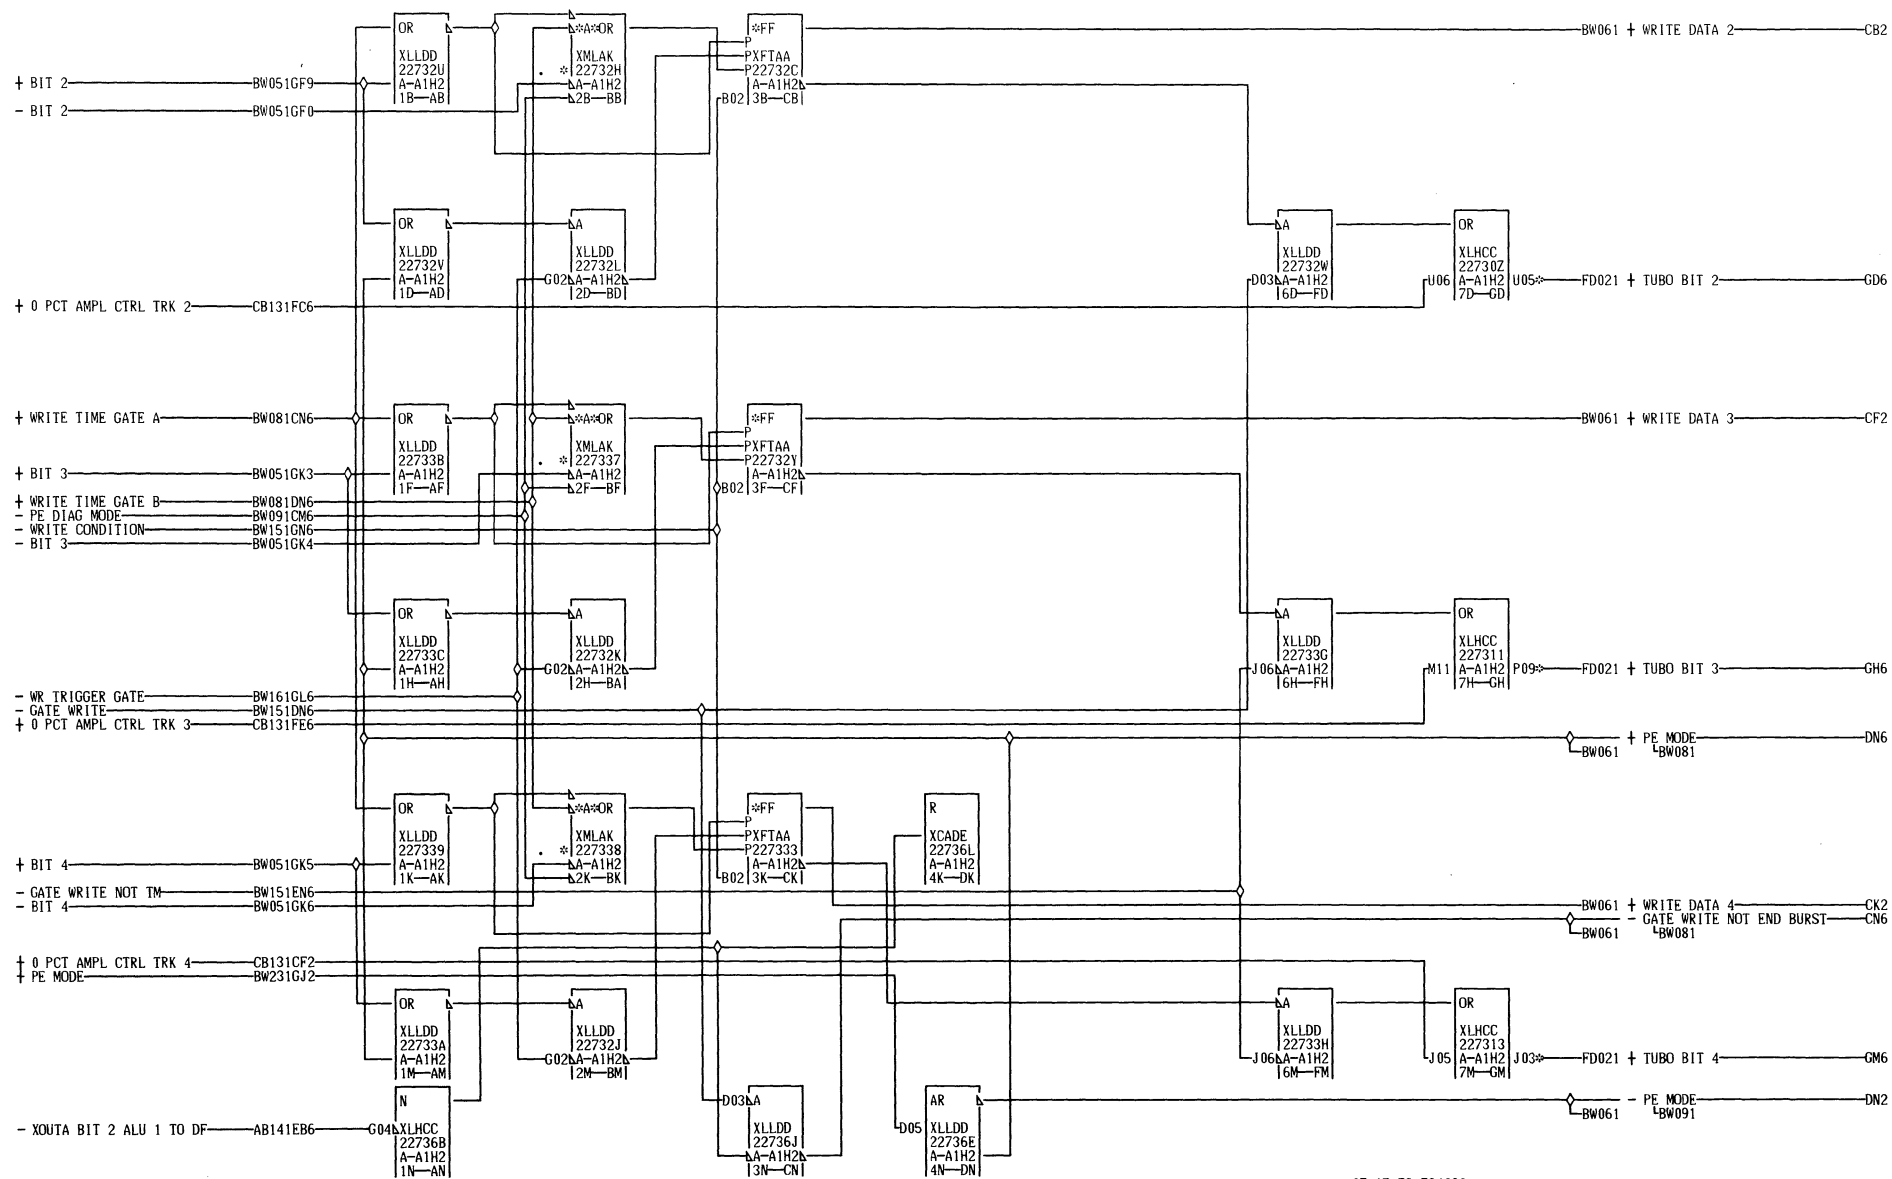 OR *A*OR *FF BW061 + WRITE DATA 2 CB2
XLLDD XMLAK P
22732U * 22732H PXFTAA
+ BIT 2 BW051GF9 A-A1H2 A-A1H2 P22732C
1B—AB 2B—BB A-A1H2
- BIT 2 BW051GF0 B02 3B—CB
OR A A OR
XLLDD XLLDD XLLDD XLHCC
22732V 22732L 22732W 22730Z
A-A1H2 G02 A-A1H2 D03 A-A1H2 U06 A-A1H2 U05* FD021 + TUBO BIT 2 GD6
1D—AD 2D—BD 6D—FD 7D—GD
+ 0 PCT AMPL CTRL TRK 2 CB131FC6
+ WRITE TIME GATE A BW081CN6 OR *A*OR *FF BW061 + WRITE DATA 3 CF2
XLLDD XMLAK P
22733B * 227337 PXFTAA
+ BIT 3 BW051GK3 A-A1H2 A-A1H2 P22732Y
1F—AF 2F—BF A-A1H2
B02 3F—CF
+ WRITE TIME GATE B BW081DN6
- PE DIAG MODE BW091CM6
- WRITE CONDITION BW151GN6
- BIT 3 BW051GK4
OR A A OR
XLLDD XLLDD XLLDD XLHCC
22733C 22732K 22733G 227311
A-A1H2 G02 A-A1H2 J06 A-A1H2 M11 A-A1H2 P09* FD021 + TUBO BIT 3 GH6
1H—AH 2H—BA 6H—FH 7H—GH
- WR TRIGGER GATE BW161GL6
- GATE WRITE BW151DN6
+ 0 PCT AMPL CTRL TRK 3 CB131FE6
+ PE MODE DN6
BW061 BW081
OR *A*OR *FF R
XLLDD XMLAK P XCADE
227339 * 227338 PXFTAA 22736L
+ BIT 4 BW051GK5 A-A1H2 A-A1H2 P227333 A-A1H2
1K—AK 2K—BK A-A1H2 4K—DK
B02 3K—CK
- GATE WRITE NOT TM BW151EN6
- BIT 4 BW051GK6 BW061 + WRITE DATA 4 CK2
- GATE WRITE NOT END BURST CN6
BW061 BW081
+ 0 PCT AMPL CTRL TRK 4 CB131CF2
+ PE MODE BW231GJ2
OR A A OR
XLLDD XLLDD XLLDD XLHCC
22733A 22732J 22733H 227313
A-A1H2 G02 A-A1H2 J06 A-A1H2 J05 A-A1H2 J03* FD021 + TUBO BIT 4 GM6
1M—AM 2M—BM 6M—FM 7M—GM
N D03 A AR - PE MODE DN2
BW061 BW091
- XOUTA BIT 2 ALU 1 TO DF AB141EB6 G04 XLHCC XLLDD D05 XLLDD
22736B 22736J 22736E
A-A1H2 A-A1H2 A-A1H2
1N—AN 3N—CN 4N—DN